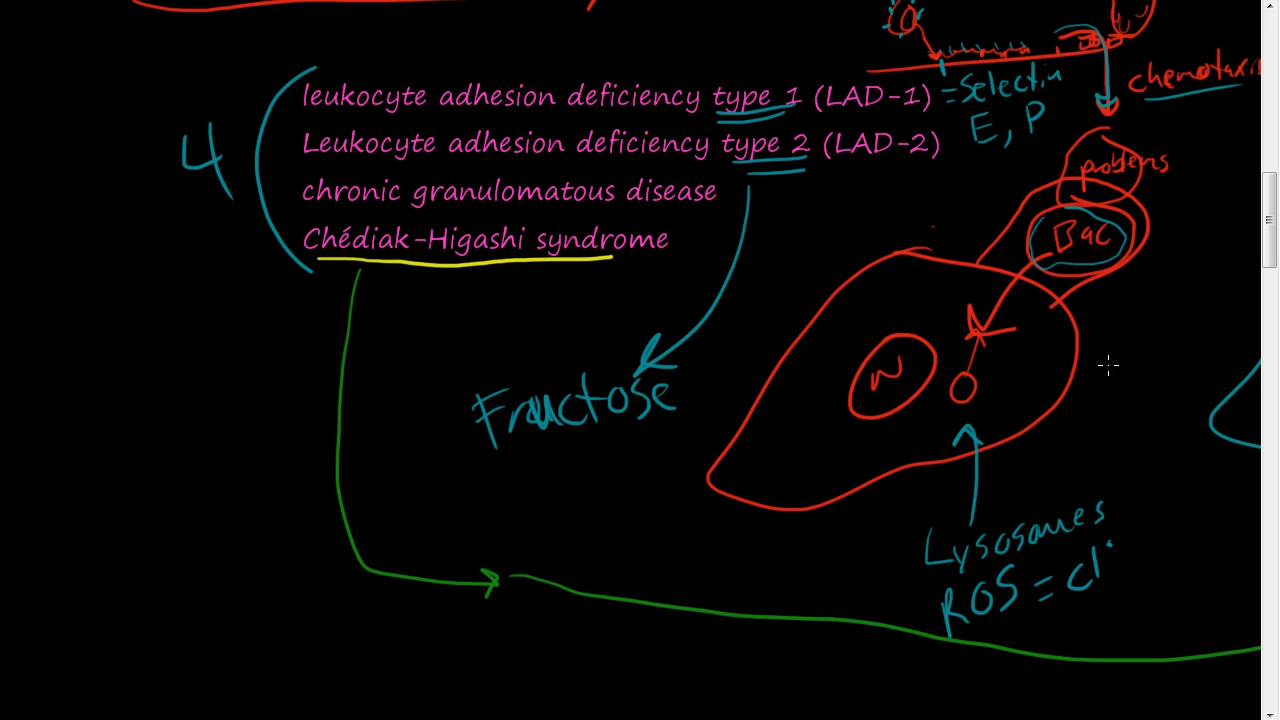 chemotaxis
= Selectin
E, P
leukocyte adhesion deficiency type 1 (LAD-1)
Leukocyte adhesion deficiency type 2 (LAD-2)
chronic granulomatous disease
Chédiak-Higashi syndrome
4
Bac
N
Fructose
Lysosomes
ROS = Cl·